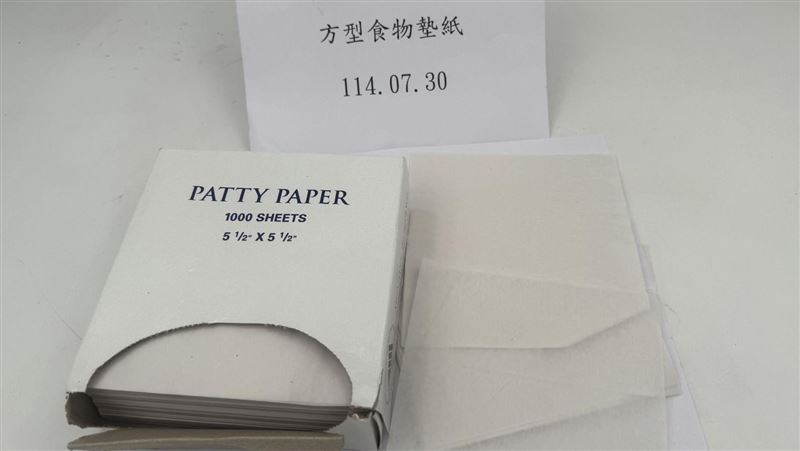 方型食物墊紙
114.07.30
PATTY PAPER
1000 SHEETS
5 1/2" X 5 1/2"